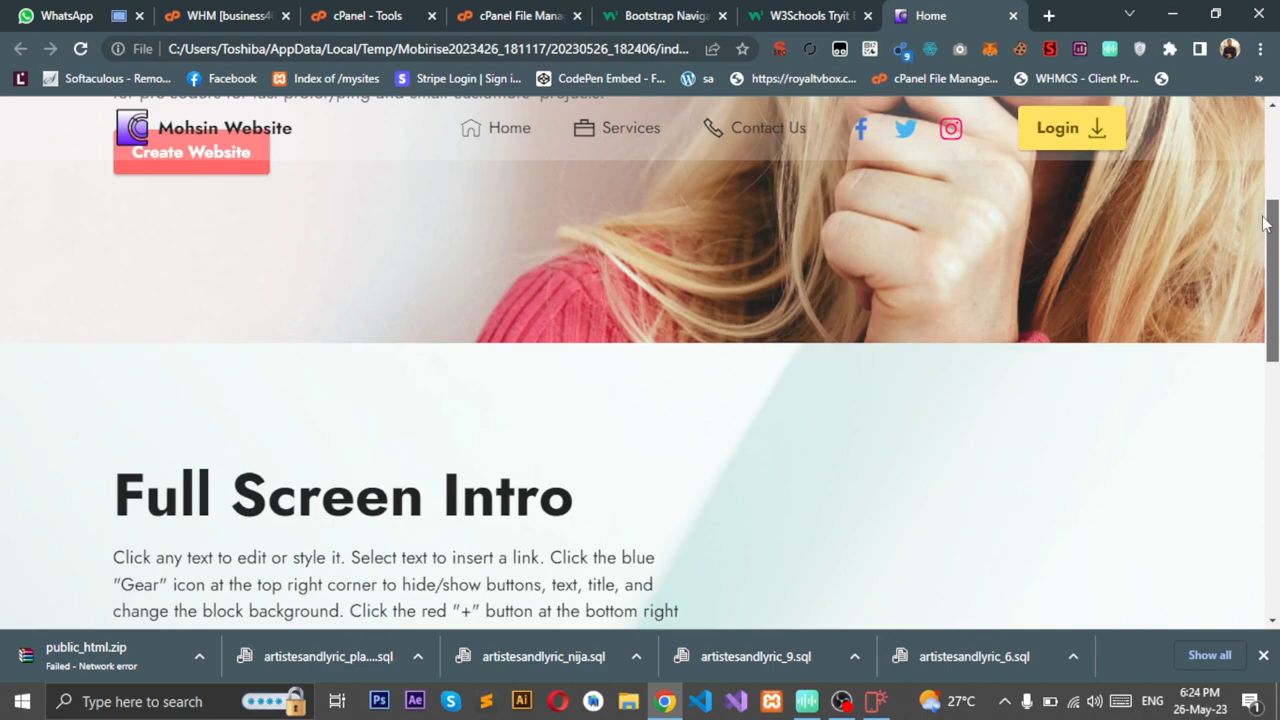 WhatsApp
WHM [business4
cPanel - Tools
cPanel File Mana
Bootstrap Naviga
W3Schools Tryit E
Home
File
C:/Users/Toshiba/AppData/Local/Temp/Mobirise2023426_181117/20230526_182406/ind...
9
Softaculous - Remo...
Facebook
Index of /mysites
Stripe Login | Sign i...
CodePen Embed - F...
sa
https://royaltvbox.c...
cPanel File Manage...
WHMCS - Client Pr...
Mohsin Website
Home
Services
Contact Us
Login
Create Website
Full Screen Intro
Click any text to edit or style it. Select text to insert a link. Click the blue
"Gear" icon at the top right corner to hide/show buttons, text, title, and
change the block background. Click the red "+" button at the bottom right
public_html.zip
Failed - Network error
artistesandlyric_pla....sql
artistesandlyric_nija.sql
artistesandlyric_9.sql
artistesandlyric_6.sql
Show all
Type here to search
27°C
ENG
6:24 PM
26-May-23